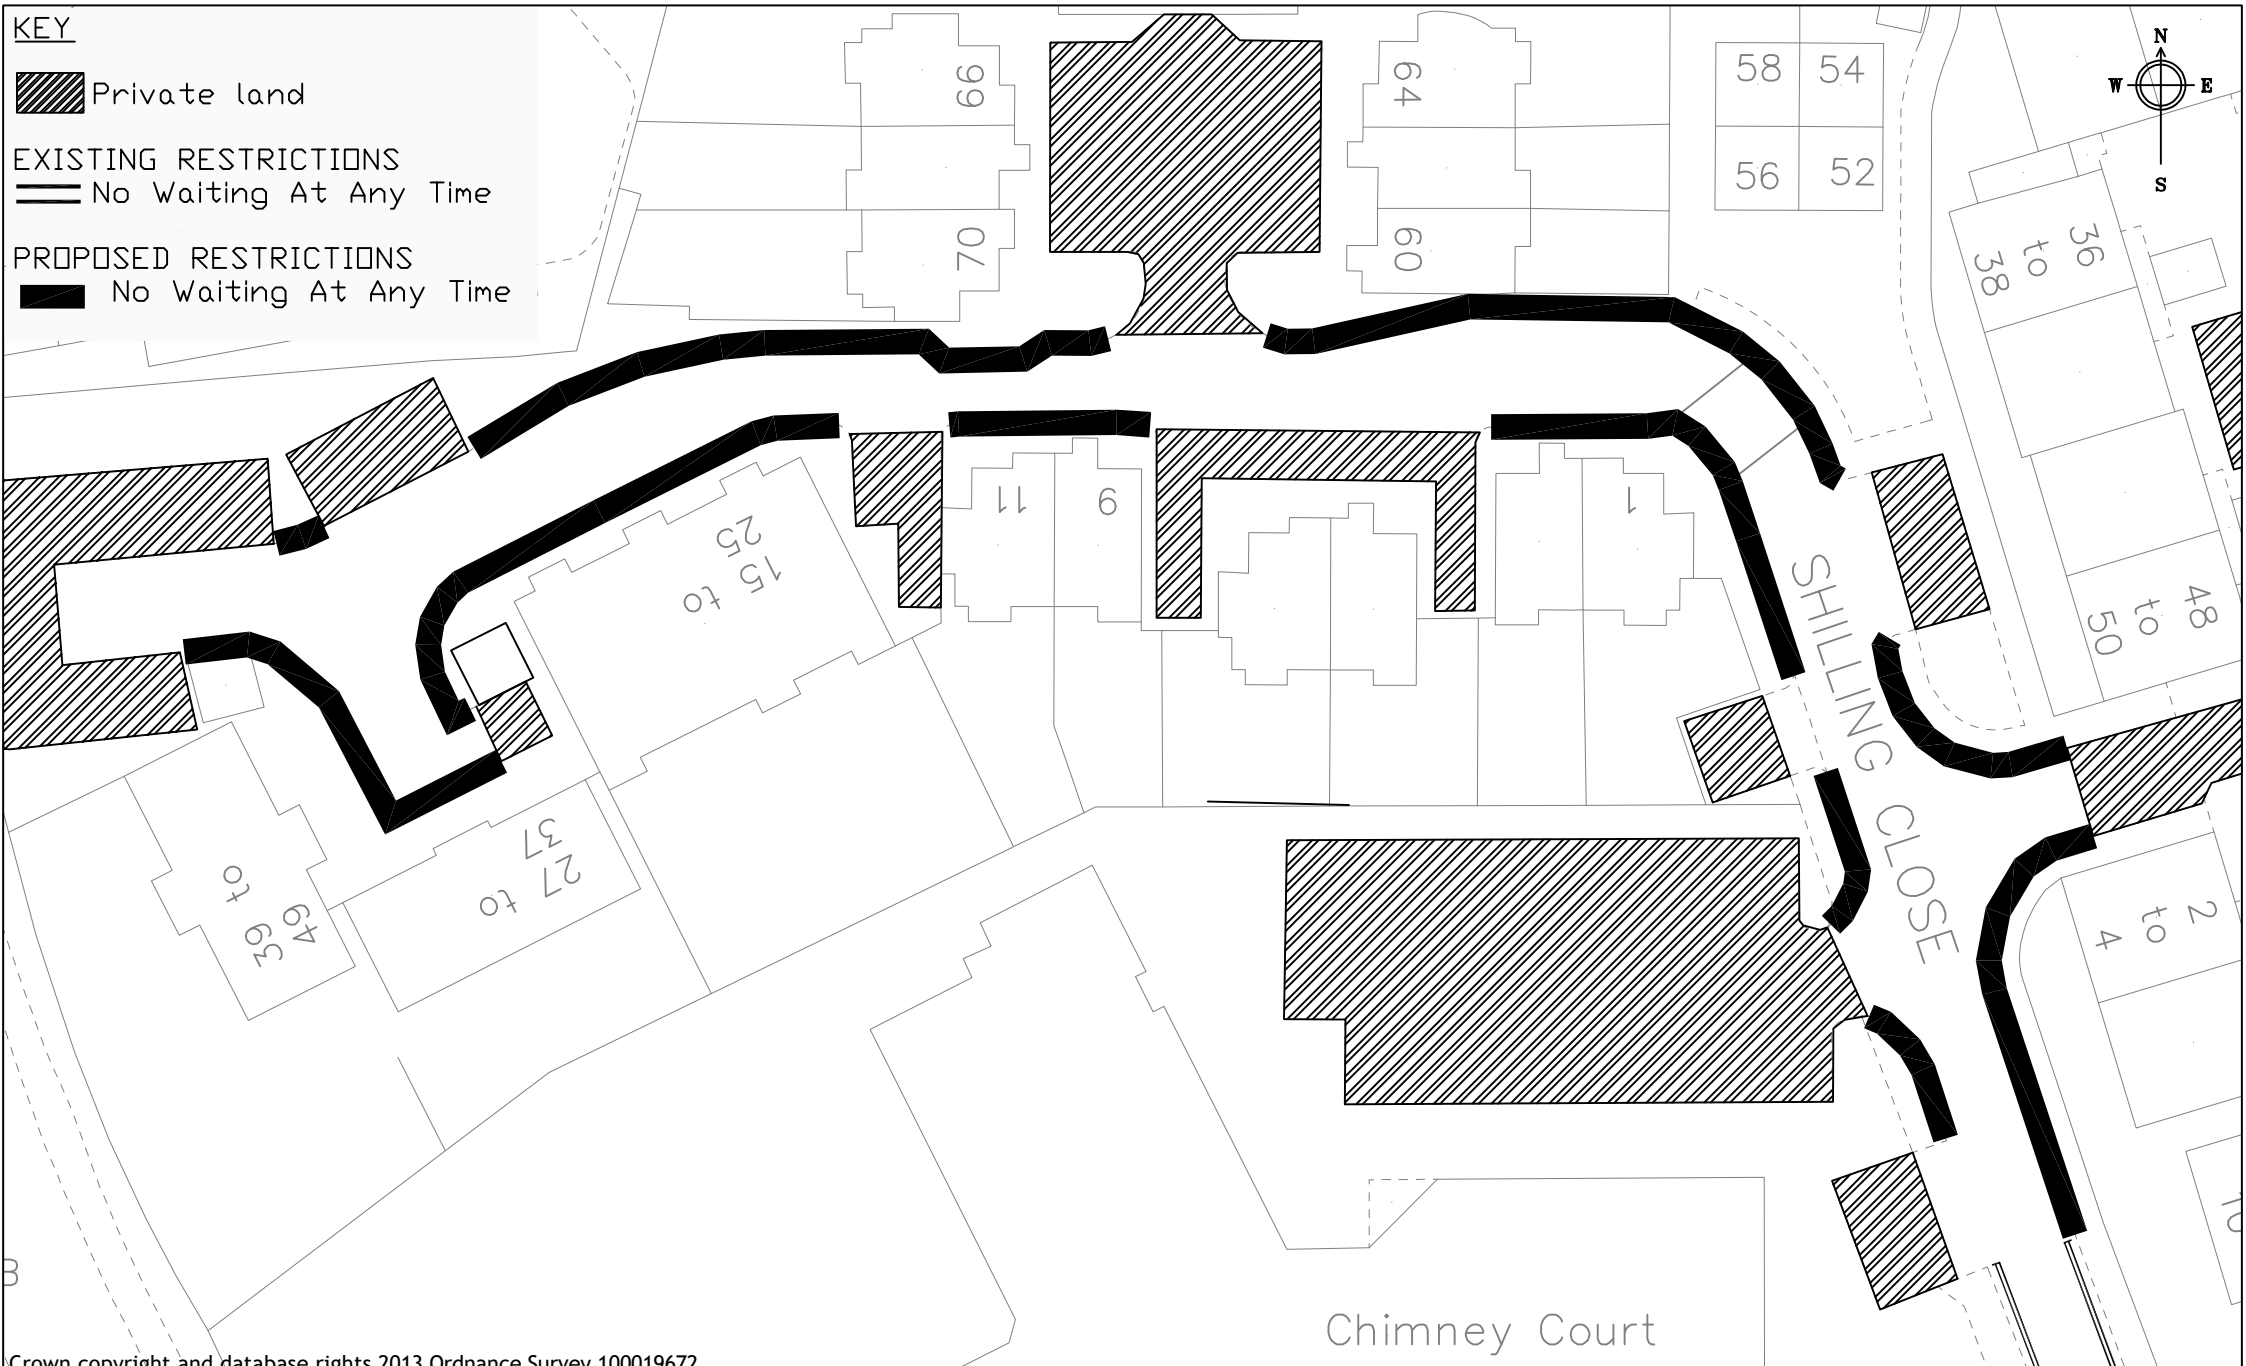 KEY
Private land
EXISTING RESTRICTIONS
No Waiting At Any Time
PROPOSED RESTRICTIONS
No Waiting At Any Time
N
W E
S
66
64
58 54
56 52
70
60
36
to
38
11
9
1
25
15 to
48
to
50
SHILLING CLOSE
37
27 to
39 to
49
2
to
4
10
B
Chimney Court
Crown copyright and database rights 2013 Ordnance Survey 100019672